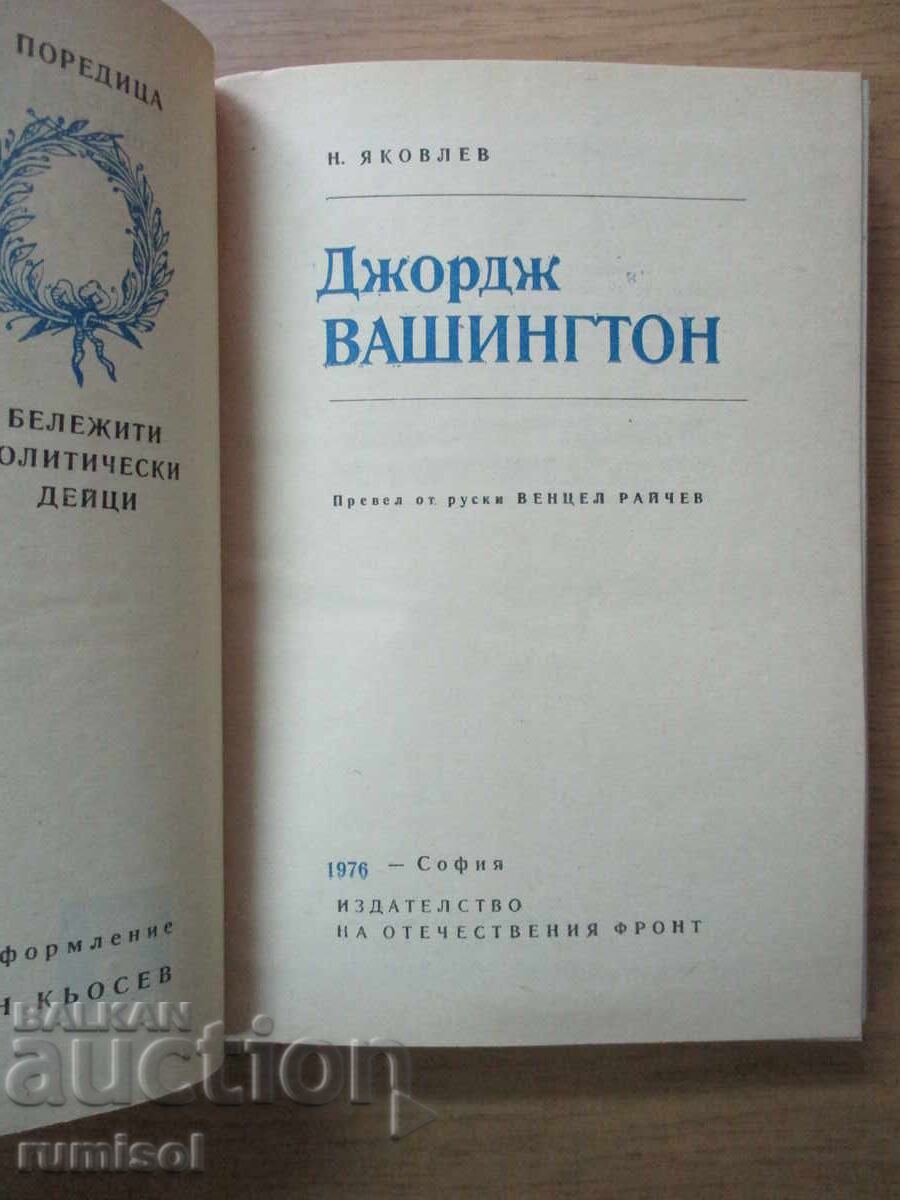 ПОРЕДИЦА
БЕЛЕЖИТИ
ОЛИТИЧЕСКИ
ДЕЙЦИ
формление
Н. КЬОСЕВ
Н. ЯКОВЛЕВ
Джордж
ВАШИНГТОН
Превел от руски ВЕНЦЕЛ РАЙЧЕВ
1976 — София
ИЗДАТЕЛСТВО
НА ОТЕЧЕСТВЕНИЯ ФРОНТ
BALKAN
auction
rumisol